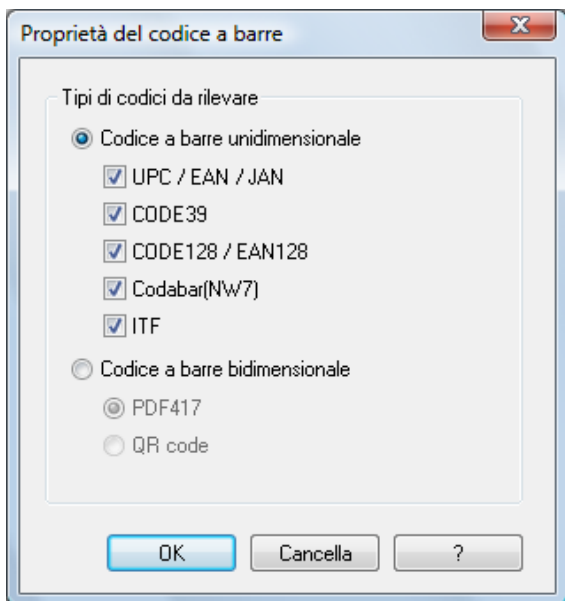 Proprietà del codice a barre
Tipi di codici da rilevare
Codice a barre unidimensionale
UPC / EAN / JAN
CODE39
CODE128 / EAN128
Codabar(NW7)
ITF
Codice a barre bidimensionale
PDF417
QR code
OK Cancella ?